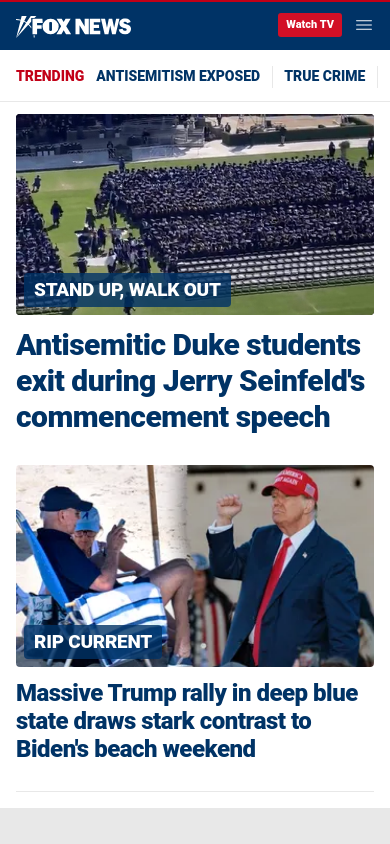 FOX NEWS
Watch TV
TRENDING ANTISEMITISM EXPOSED TRUE CRIME
STAND UP, WALK OUT
Antisemitic Duke students
exit during Jerry Seinfeld's
commencement speech
RIP CURRENT
Massive Trump rally in deep blue
state draws stark contrast to
Biden's beach weekend